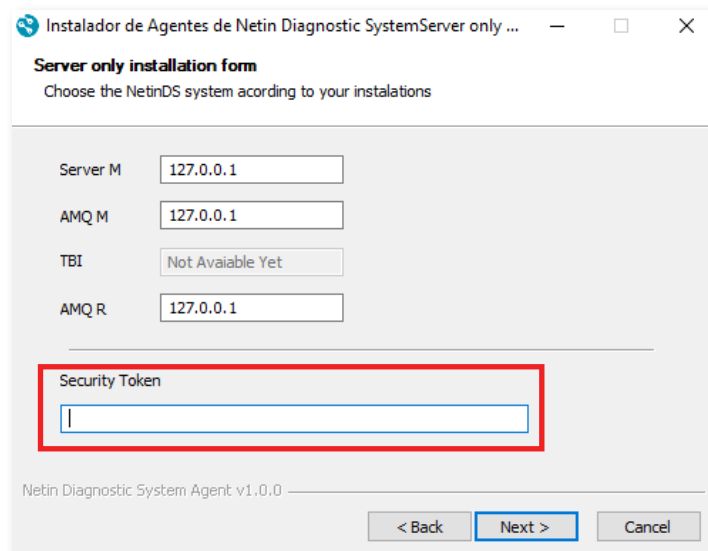 Instalador de Agentes de Netin Diagnostic SystemServer only ...
Server only installation form
Choose the NetinDS system acording to your instalations
Server M 127.0.0.1
AMQ M 127.0.0.1
TBI Not Avaiable Yet
AMQ R 127.0.0.1
Security Token
Netin Diagnostic System Agent v1.0.0
< Back Next > Cancel